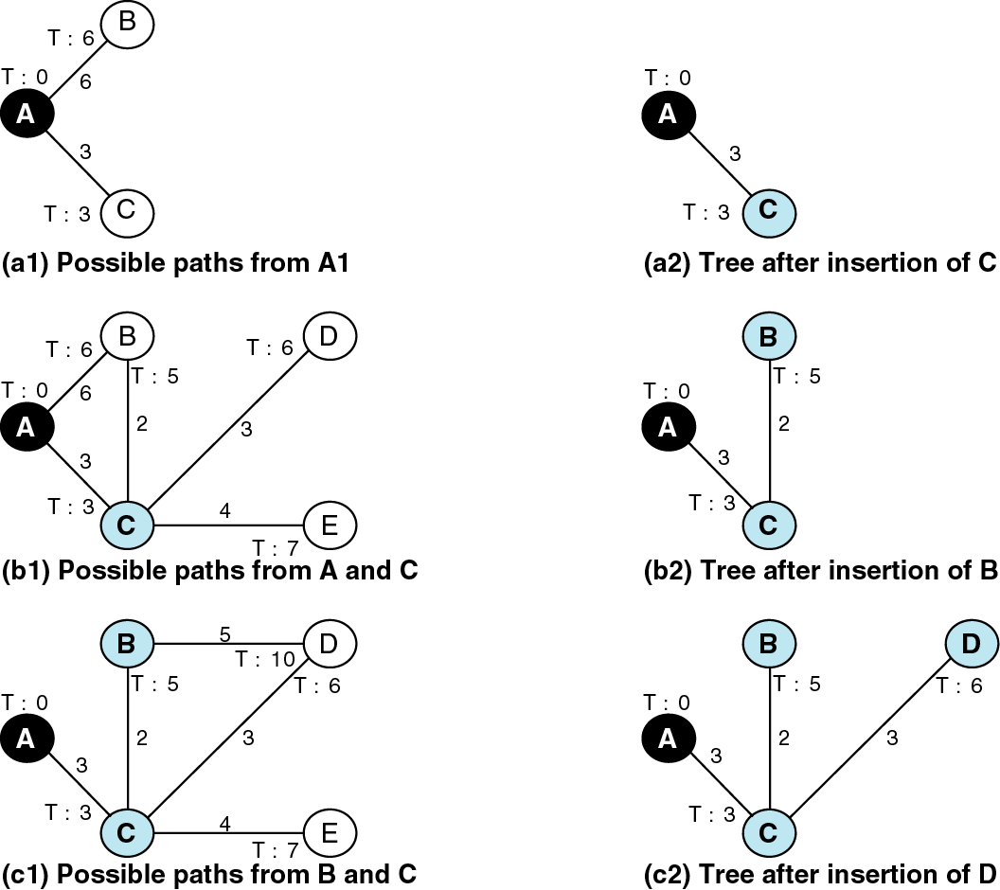 B
T : 6
T : 0
6
A
3
T : 3
C
(a1) Possible paths from A1
T : 0
A
3
T : 3
C
(a2) Tree after insertion of C
B
D
T : 6
T : 6
T : 5
T : 0
6
A
2
3
3
T : 3
4
C
E
T : 7
(b1) Possible paths from A and C
B
T : 5
T : 0
A
2
3
T : 3
C
(b2) Tree after insertion of B
B
5
D
T : 10
T : 5
T : 6
T : 0
A
2
3
3
T : 3
4
C
E
T : 7
(c1) Possible paths from B and C
B
D
T : 5
T : 6
T : 0
A
2
3
3
T : 3
C
(c2) Tree after insertion of D